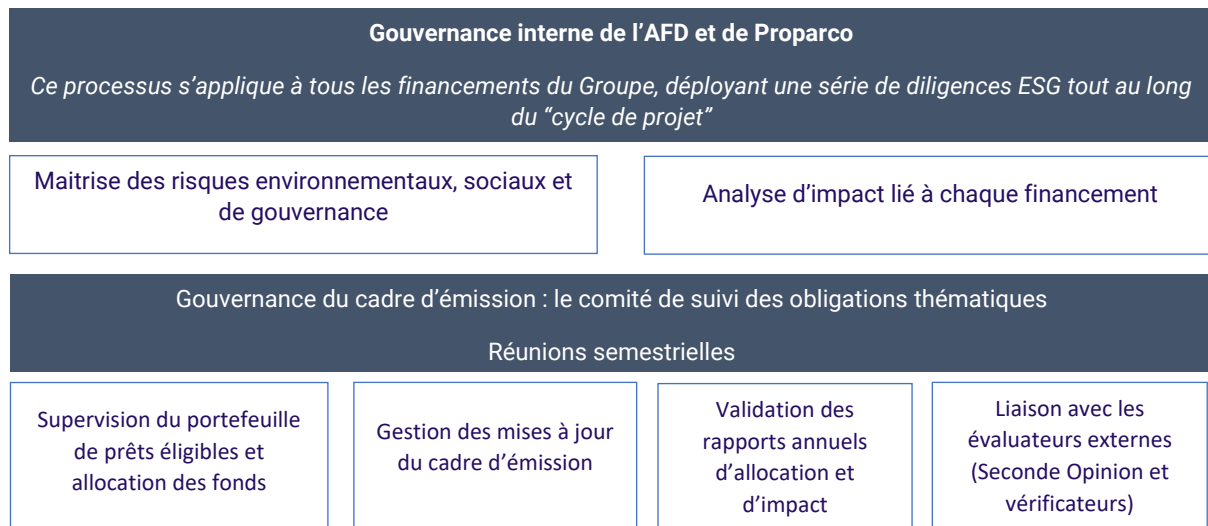 Gouvernance interne de l’AFD et de Proparco
Ce processus s’applique à tous les financements du Groupe, déployant une série de diligences ESG tout au long
du “cycle de projet”
Maitrise des risques environnementaux, sociaux et
de gouvernance
Analyse d’impact lié à chaque financement
Gouvernance du cadre d’émission : le comité de suivi des obligations thématiques
Réunions semestrielles
Supervision du portefeuille
de prêts éligibles et
allocation des fonds
Gestion des mises à jour
du cadre d’émission
Validation des
rapports annuels
d’allocation et
d’impact
Liaison avec les
évaluateurs externes
(Seconde Opinion et
vérificateurs)